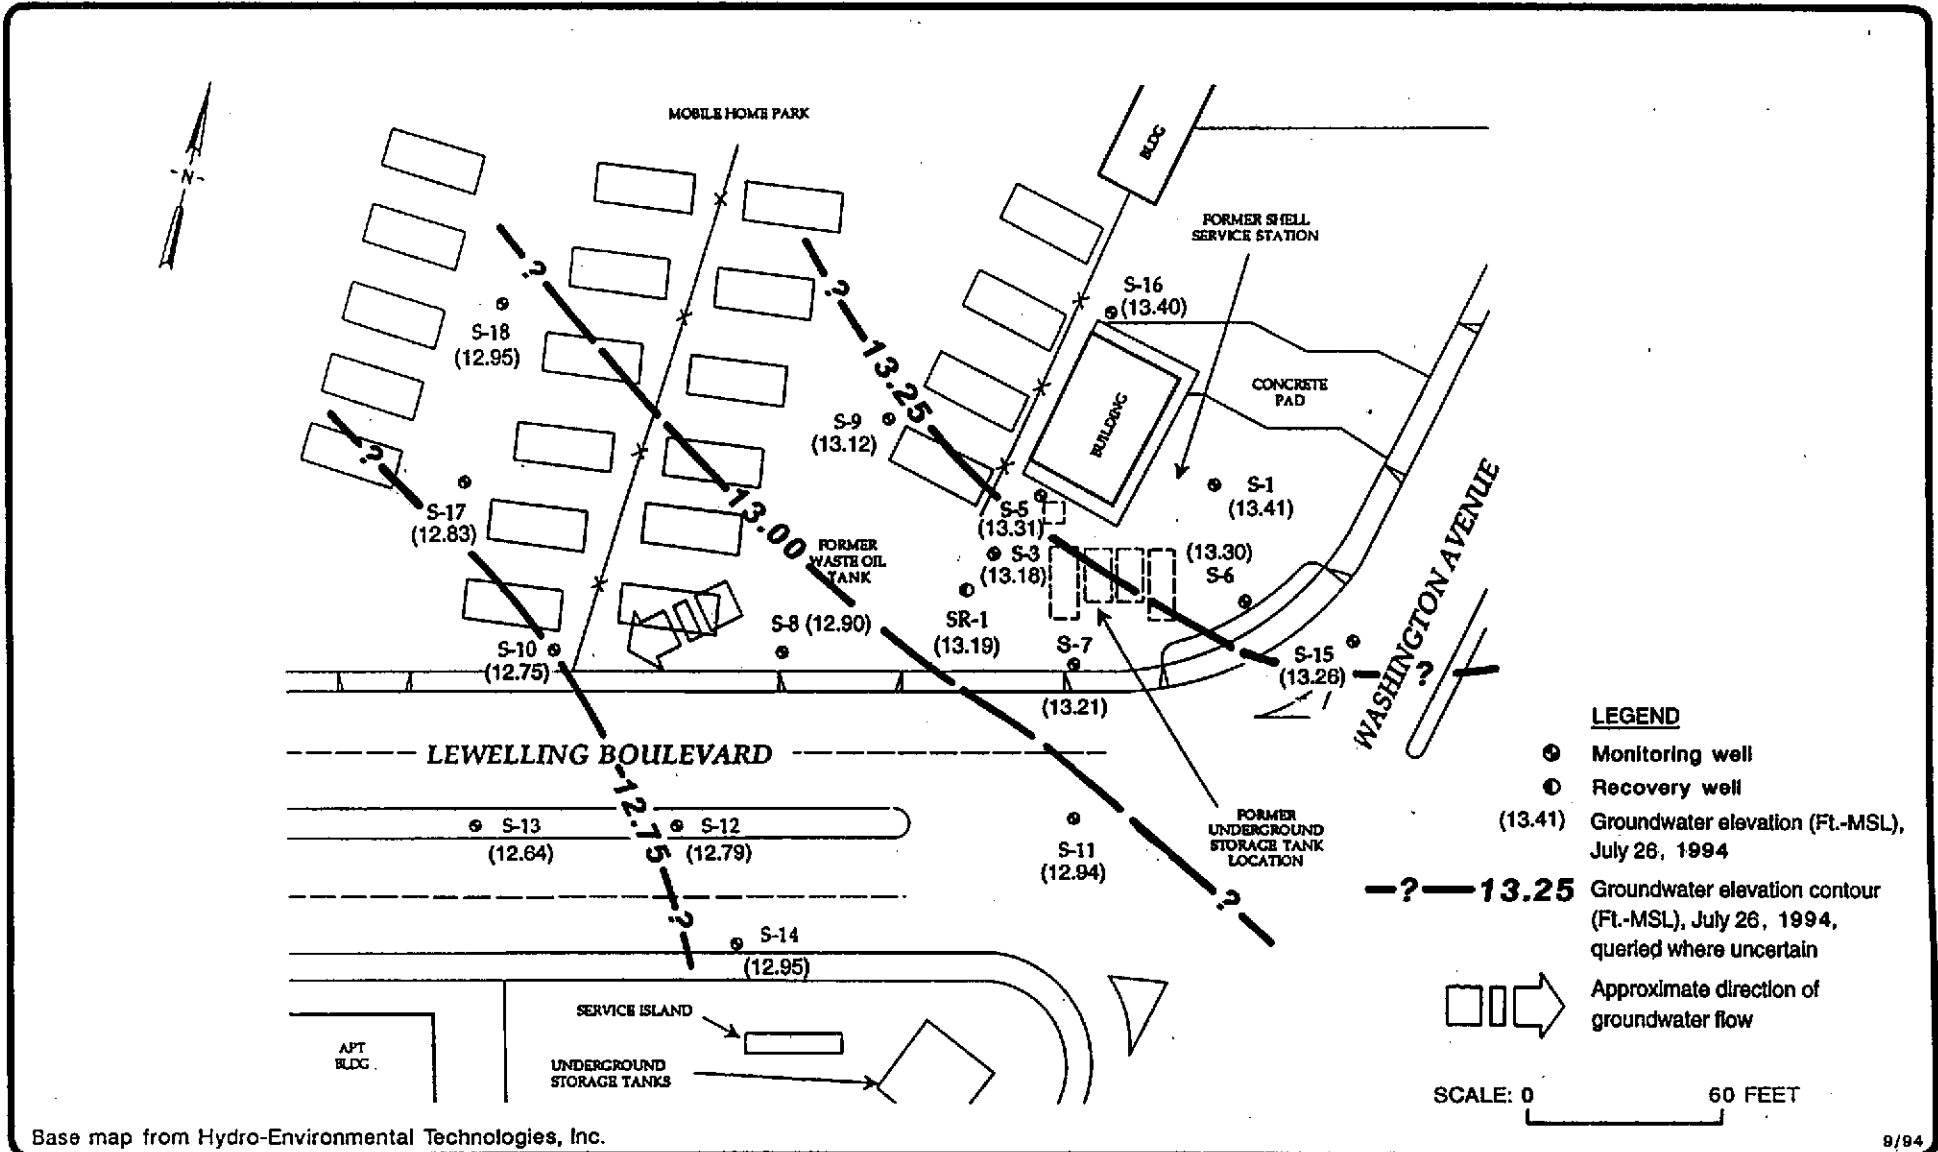 MOBILE HOME PARK
BLDG
-N-
FORMER SHELL
SERVICE STATION
?
?
S-16
(13.40)
S-18
(12.95)
13.25
CONCRETE
PAD
S-9
(13.12)
BUILDING
?
S-17
(12.83)
13.00
S-5
(13.31)
S-1
(13.41)
FORMER
WASTE OIL
TANK
S-3
(13.18)
(13.30)
S-6
WASHINGTON AVENUE
S-10
(12.75)
S-8 (12.90)
SR-1
(13.19)
S-7
(13.21)
S-15
(13.26)
?
LEWELLING BOULEVARD
12.75
S-13
(12.64)
S-12
(12.79)
S-11
(12.94)
FORMER
UNDERGROUND
STORAGE TANK
LOCATION
?
?
S-14
(12.95)
SERVICE ISLAND
APT
BLDG
UNDERGROUND
STORAGE TANKS
LEGEND
Monitoring well
Recovery well
(13.41) Groundwater elevation (Ft.-MSL),
July 26, 1994
? 13.25 Groundwater elevation contour
(Ft.-MSL), July 26, 1994,
queried where uncertain
Approximate direction of
groundwater flow
SCALE: 0 60 FEET
Base map from Hydro-Environmental Technologies, Inc.
9/94